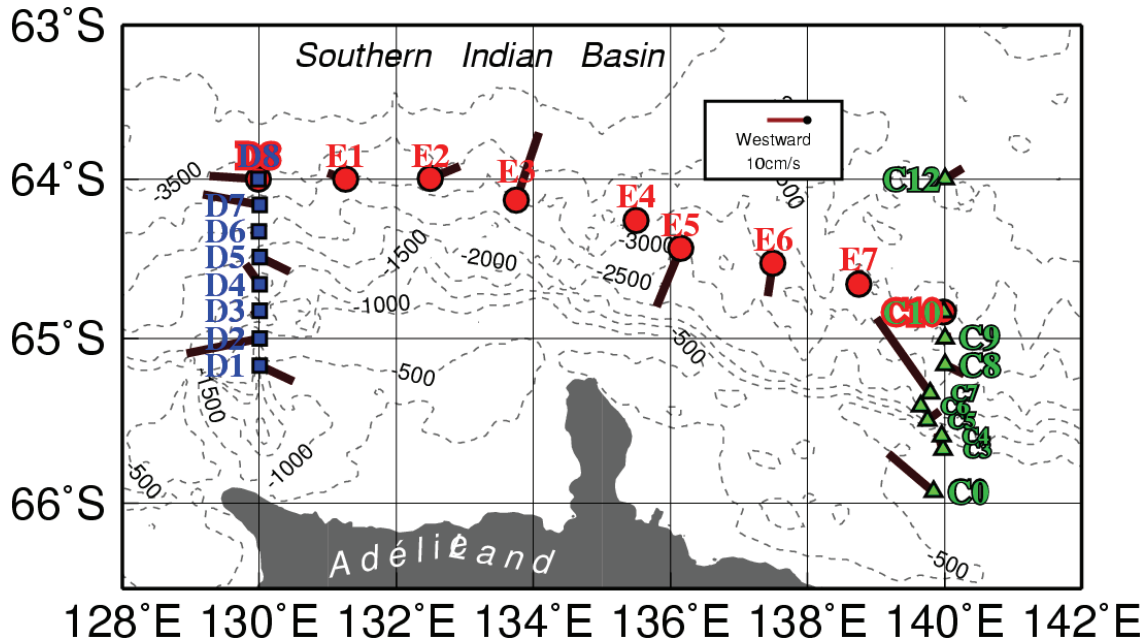 63°S
Southern Indian Basin
Westward
10cm/s
-3500
D8
E1
E2
E3
64°S
C12
D7
E4
D6
E5
-1500
-3000
E6
D5
-2000
E7
-2500
D4
D3
-1000
C10
65°S
D2
C9
-500
D1
C8
-500
1500
C7
C6
C5
C4
C3
-1000
-500
C0
66°S
-500
Adélie Land
128°E 130°E 132°E 134°E 136°E 138°E 140°E 142°E